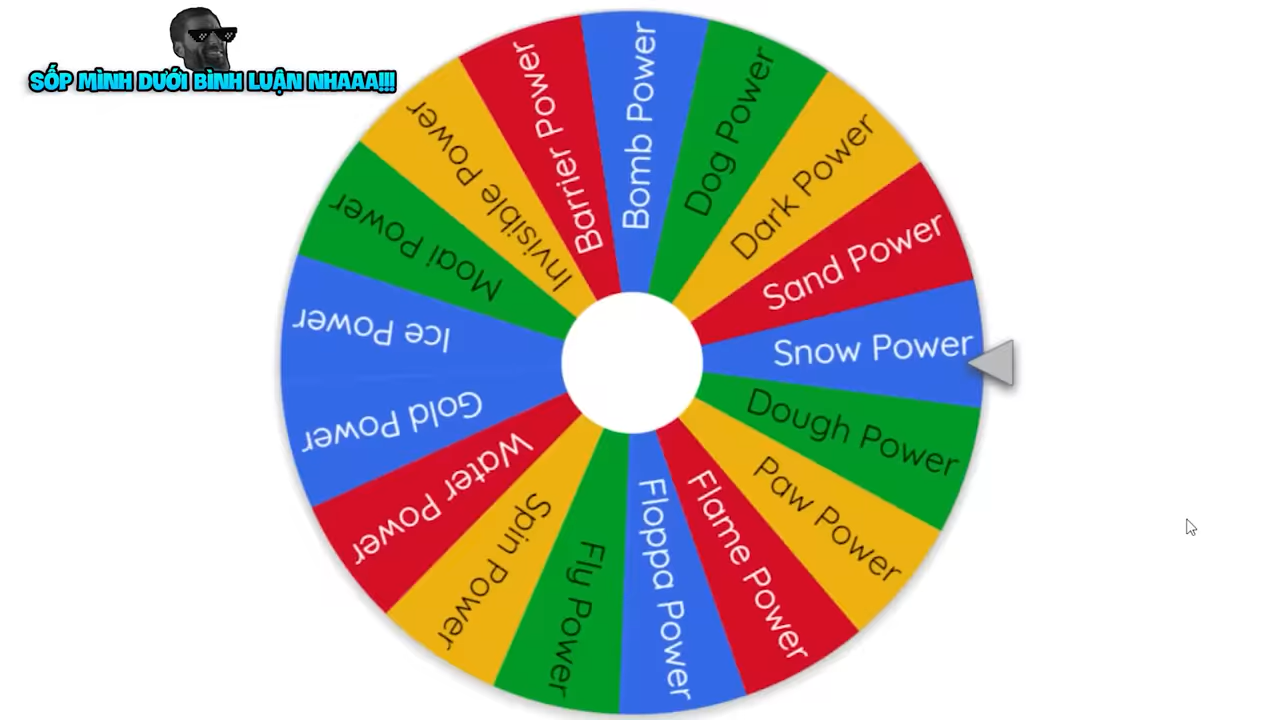 SỐP MÌNH DƯỚI BÌNH LUẬN NHAAA!!!
Bomb Power
Dog Power
Dark Power
Sand Power
Snow Power
Dough Power
Paw Power
Flame Power
Floppa Power
Fly Power
Spin Power
Water Power
Gold Power
Ice Power
Moai Power
Invisible Power
Barrier Power